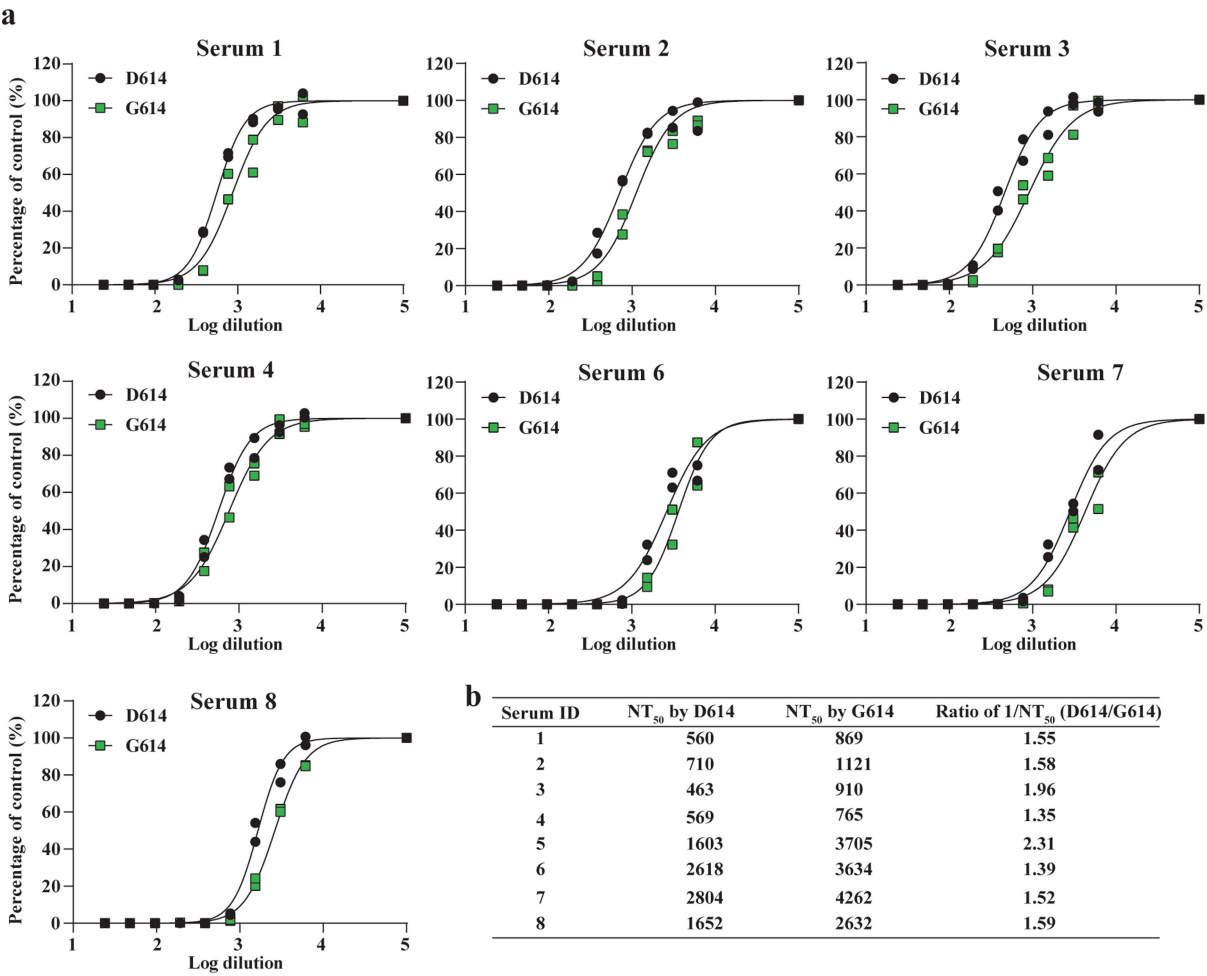 a
Serum 1
Percentage of control (%)
D614
G614
120
100
80
60
40
20
0
1 2 3 4 5
Log dilution
Serum 2
D614
G614
120
100
80
60
40
20
0
1 2 3 4 5
Log dilution
Serum 3
D614
G614
120
100
80
60
40
20
0
1 2 3 4 5
Log dilution
Serum 4
Percentage of control (%)
D614
G614
120
100
80
60
40
20
0
1 2 3 4 5
Log dilution
Serum 6
D614
G614
120
100
80
60
40
20
0
1 2 3 4 5
Log dilution
Serum 7
D614
G614
120
100
80
60
40
20
0
1 2 3 4 5
Log dilution
Serum 8
Percentage of control (%)
D614
G614
120
100
80
60
40
20
0
1 2 3 4 5
Log dilution
b
Serum ID NT50 by D614 NT50 by G614 Ratio of 1/NT50 (D614/G614)
1 560 869 1.55
2 710 1121 1.58
3 463 910 1.96
4 569 765 1.35
5 1603 3705 2.31
6 2618 3634 1.39
7 2804 4262 1.52
8 1652 2632 1.59